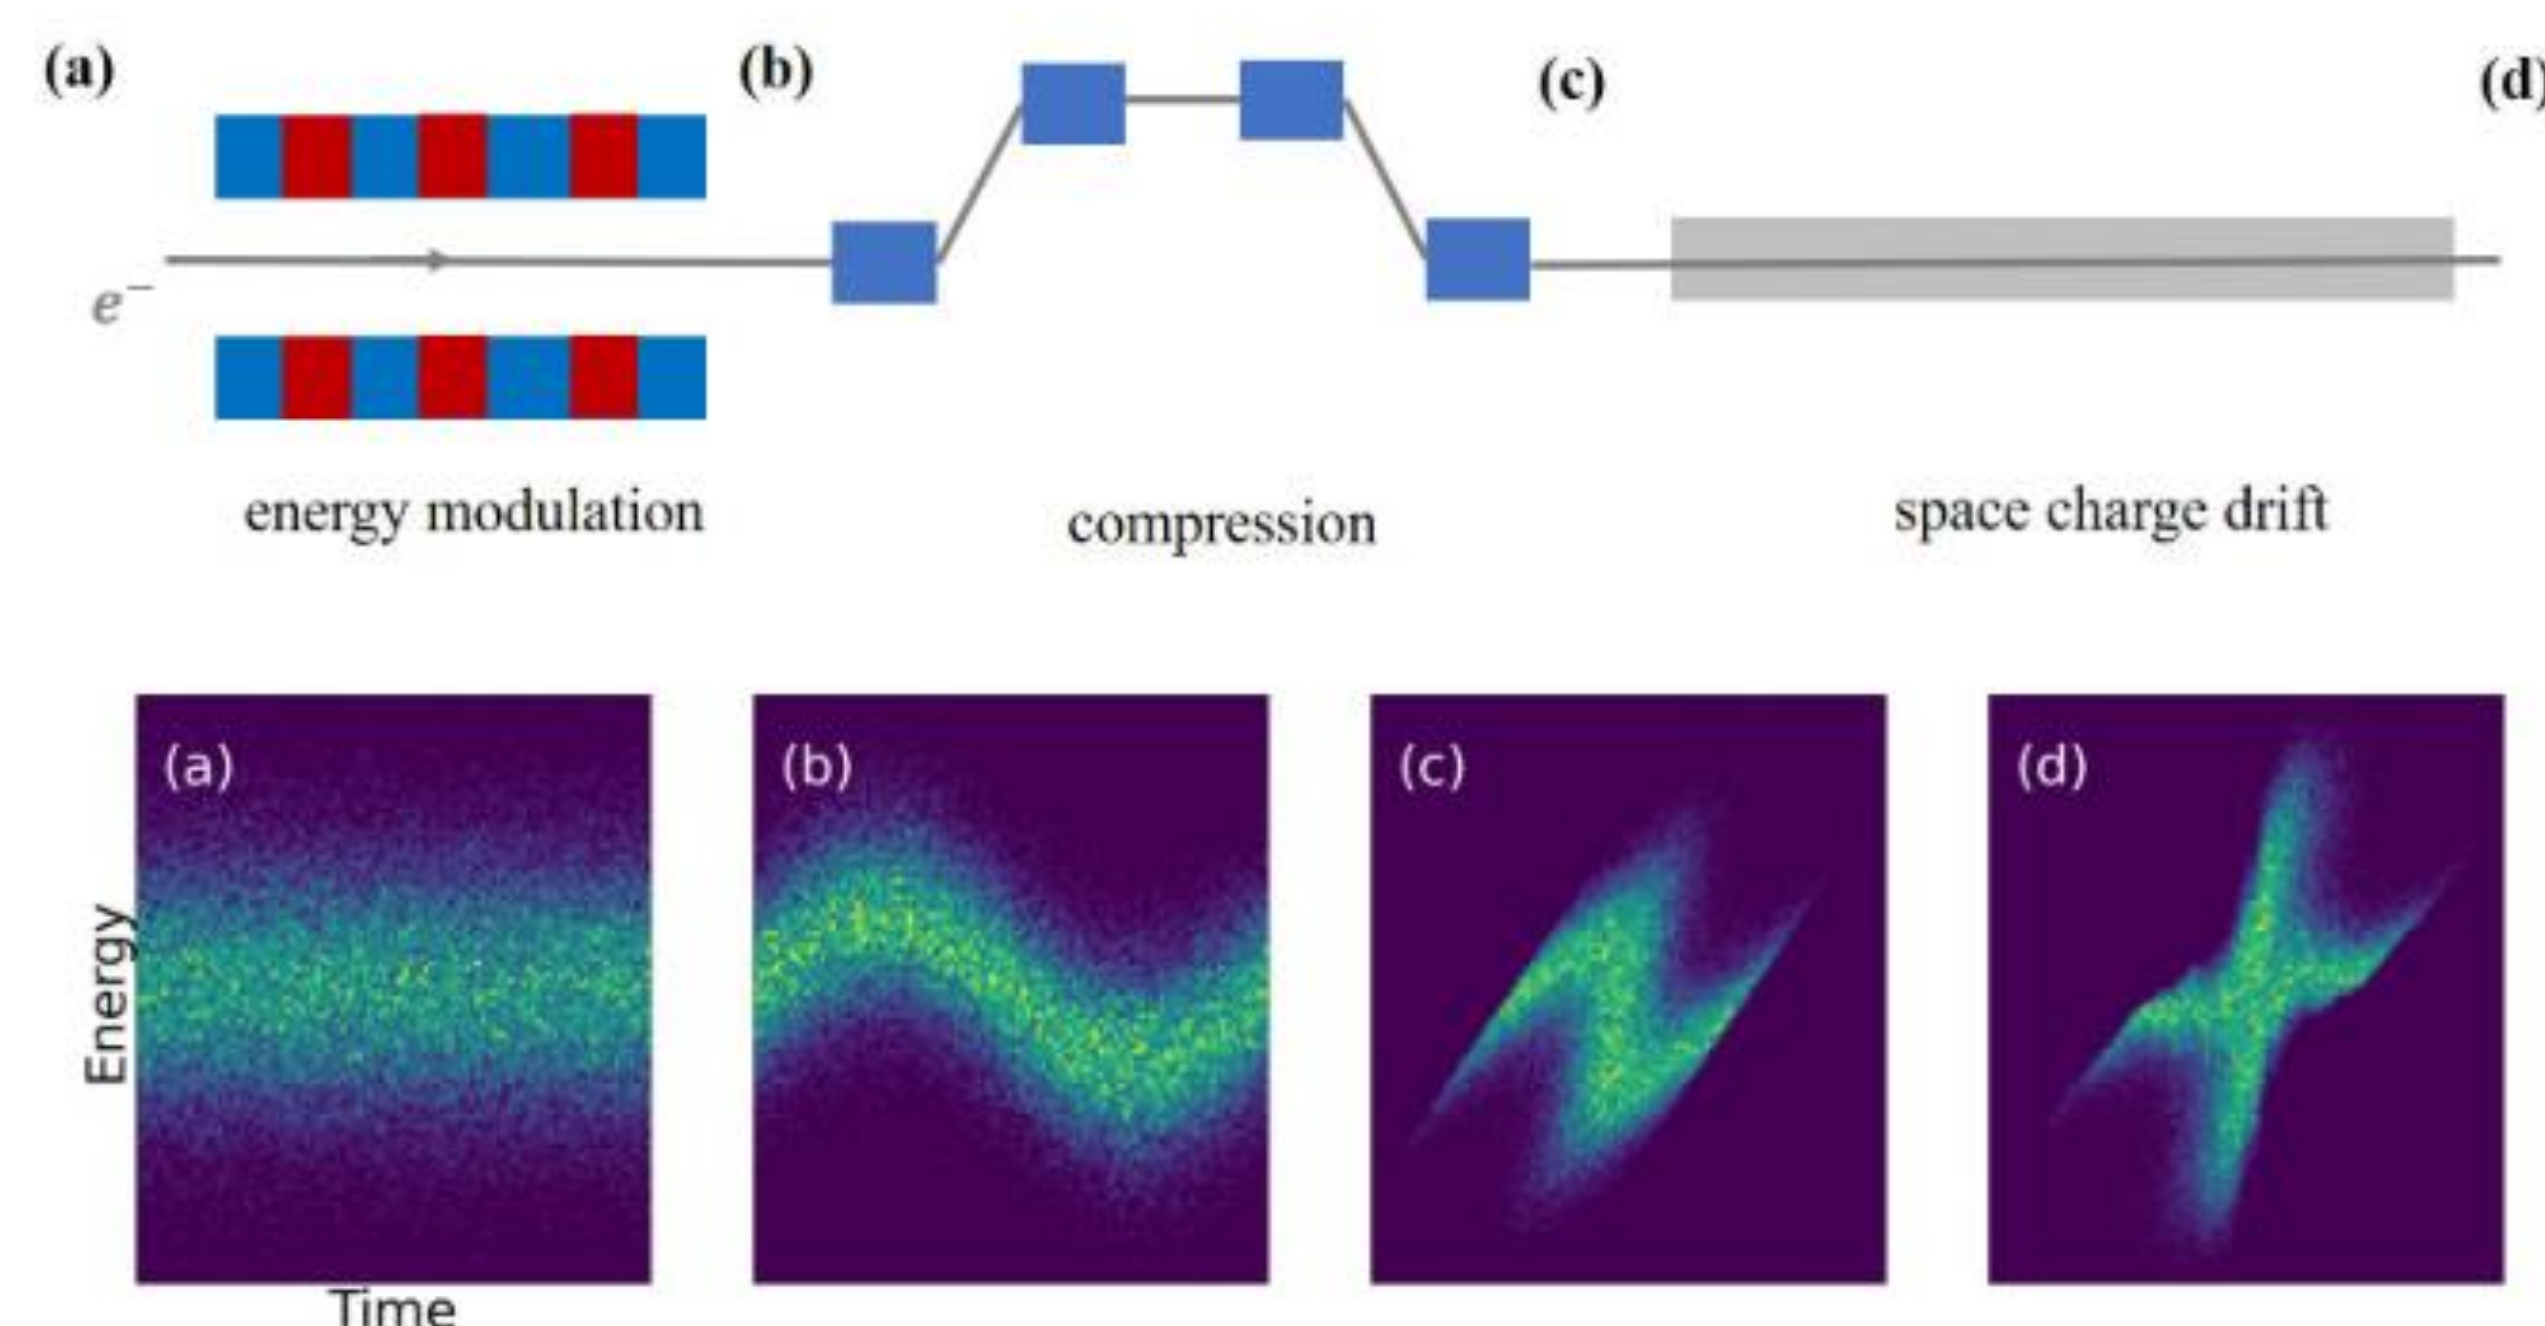 (a)
(b)
(c)
(d)
e⁻
energy modulation
compression
space charge drift
(a)
(b)
(c)
(d)
Energy
Time